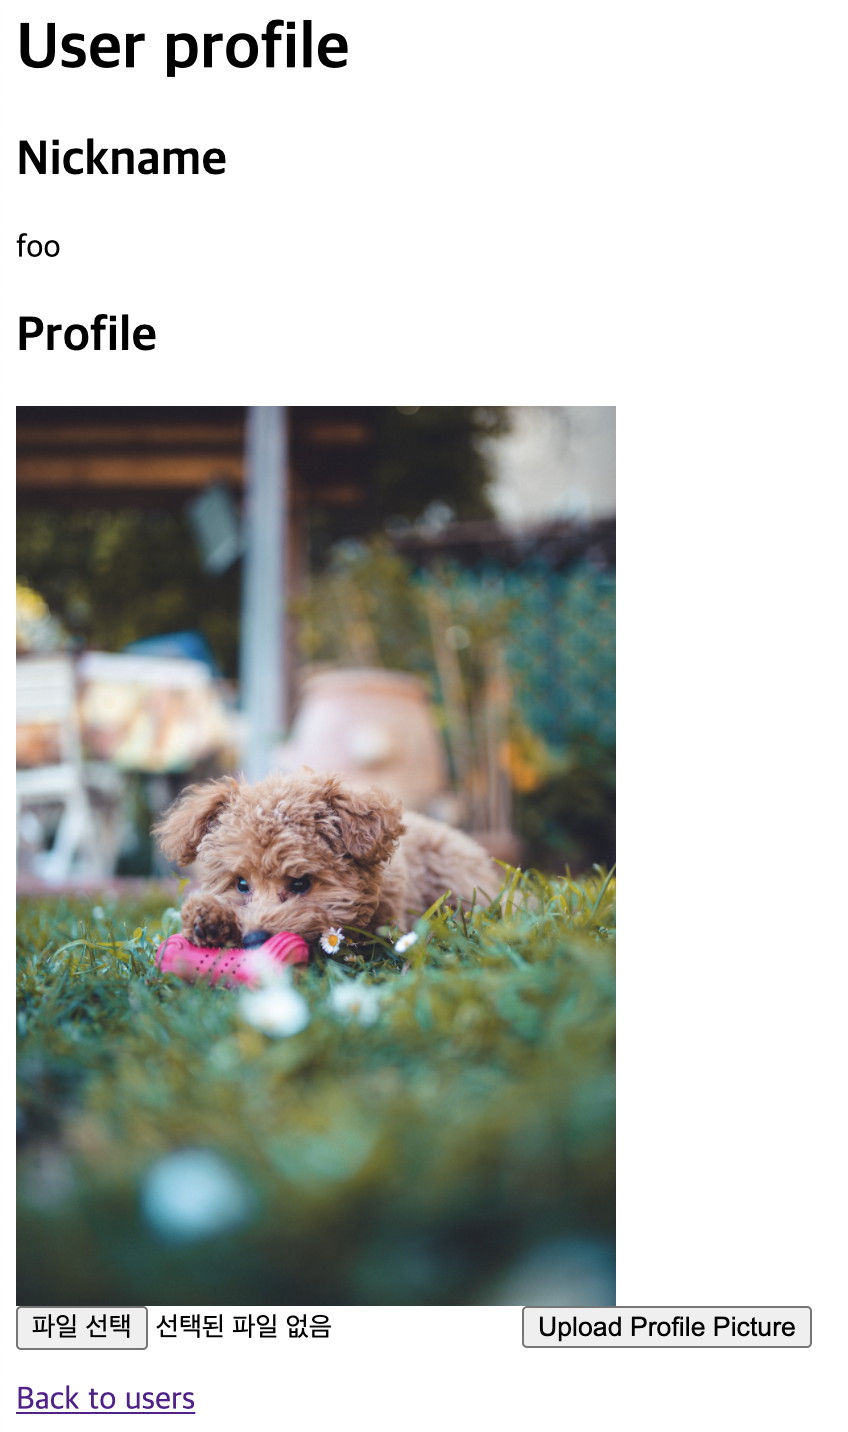 User profile
Nickname
foo
Profile
파일 선택 선택된 파일 없음 Upload Profile Picture
Back to users